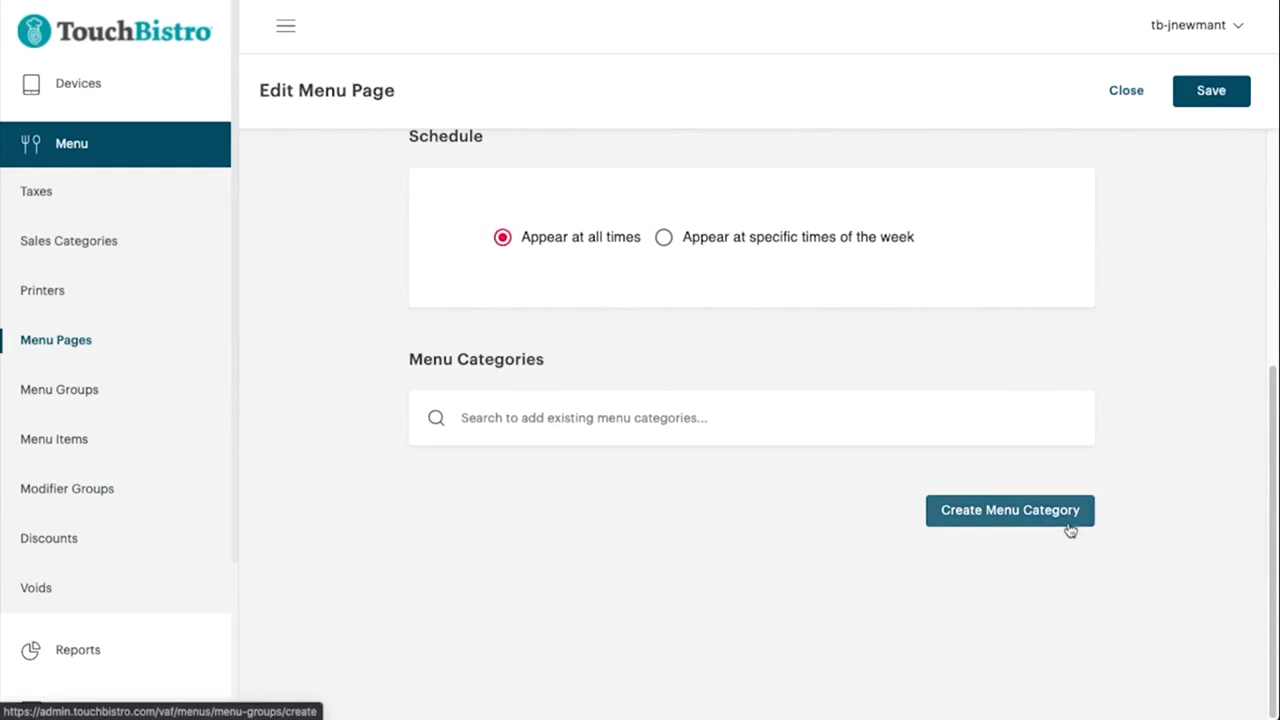 TouchBistro
tb-jnewmant
Devices
Edit Menu Page
Close
Save
Menu
Schedule
Taxes
Appear at all times
Appear at specific times of the week
Sales Categories
Printers
Menu Pages
Menu Categories
Menu Groups
Search to add existing menu categories...
Menu Items
Modifier Groups
Create Menu Category
Discounts
Voids
Reports
https://admin.touchbistro.com/vaf/menus/menu-groups/create